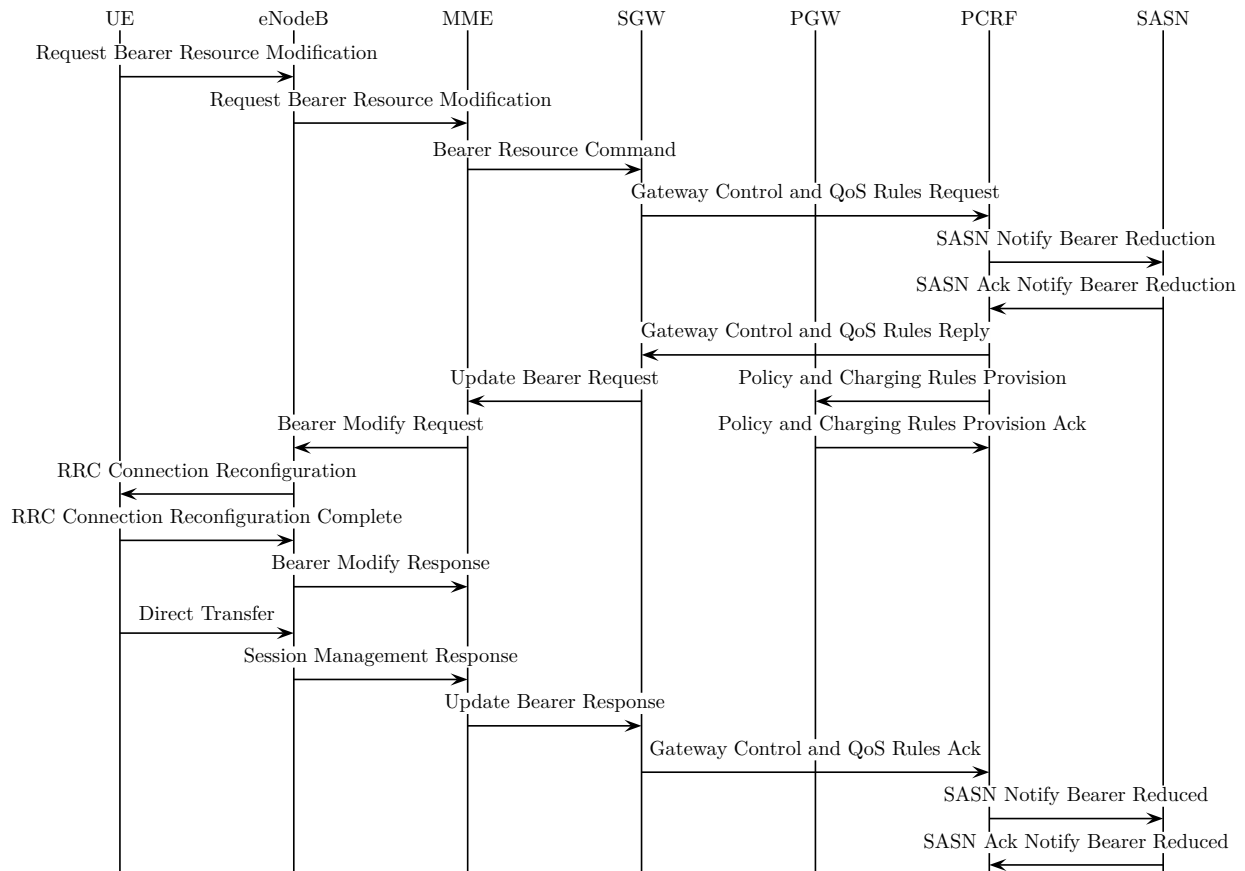 UE eNodeB MME SGW PGW PCRF SASN
Request Bearer Resource Modification
Request Bearer Resource Modification
Bearer Resource Command
Gateway Control and QoS Rules Request
SASN Notify Bearer Reduction
SASN Ack Notify Bearer Reduction
Gateway Control and QoS Rules Reply
Update Bearer Request Policy and Charging Rules Provision
Bearer Modify Request Policy and Charging Rules Provision Ack
RRC Connection Reconfiguration
RRC Connection Reconfiguration Complete
Bearer Modify Response
Direct Transfer
Session Management Response
Update Bearer Response
Gateway Control and QoS Rules Ack
SASN Notify Bearer Reduced
SASN Ack Notify Bearer Reduced